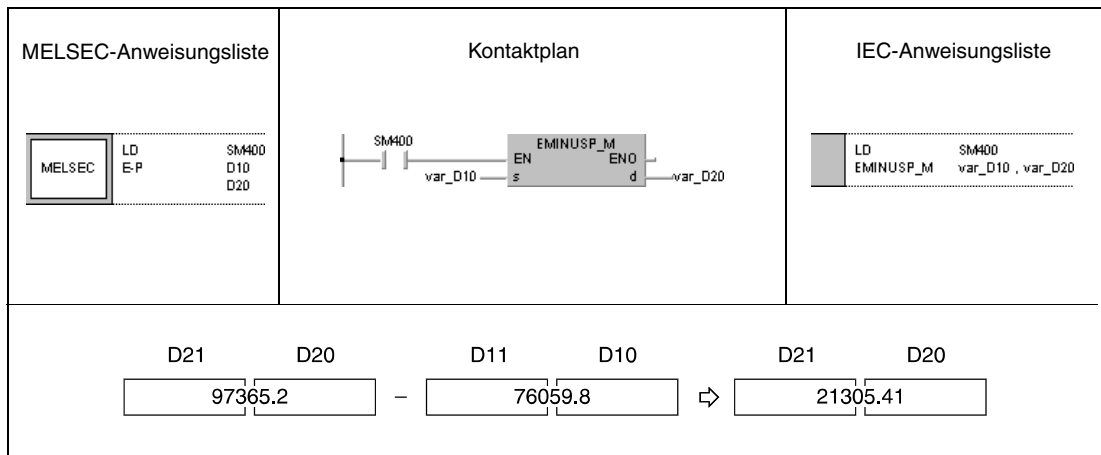 MELSEC-Anweisungsliste
Kontaktplan
IEC-Anweisungsliste
MELSEC
LD SM400
E-P D10
D20
SM400
EMINUSP_M
EN ENO
var_D10 s d var_D20
LD SM400
EMINUSP_M var_D10 , var_D20
D21 D20 D11 D10 D21 D20
97365.2 – 76059.8 ⇨ 21305.41